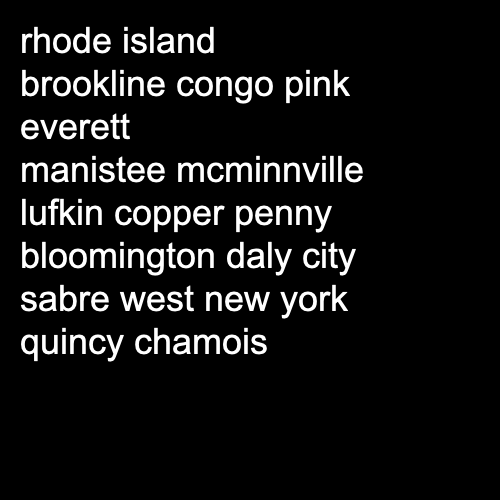 rhode island
brookline congo pink
everett
manistee mcminnville
lufkin copper penny
bloomington daly city
sabre west new york
quincy chamois